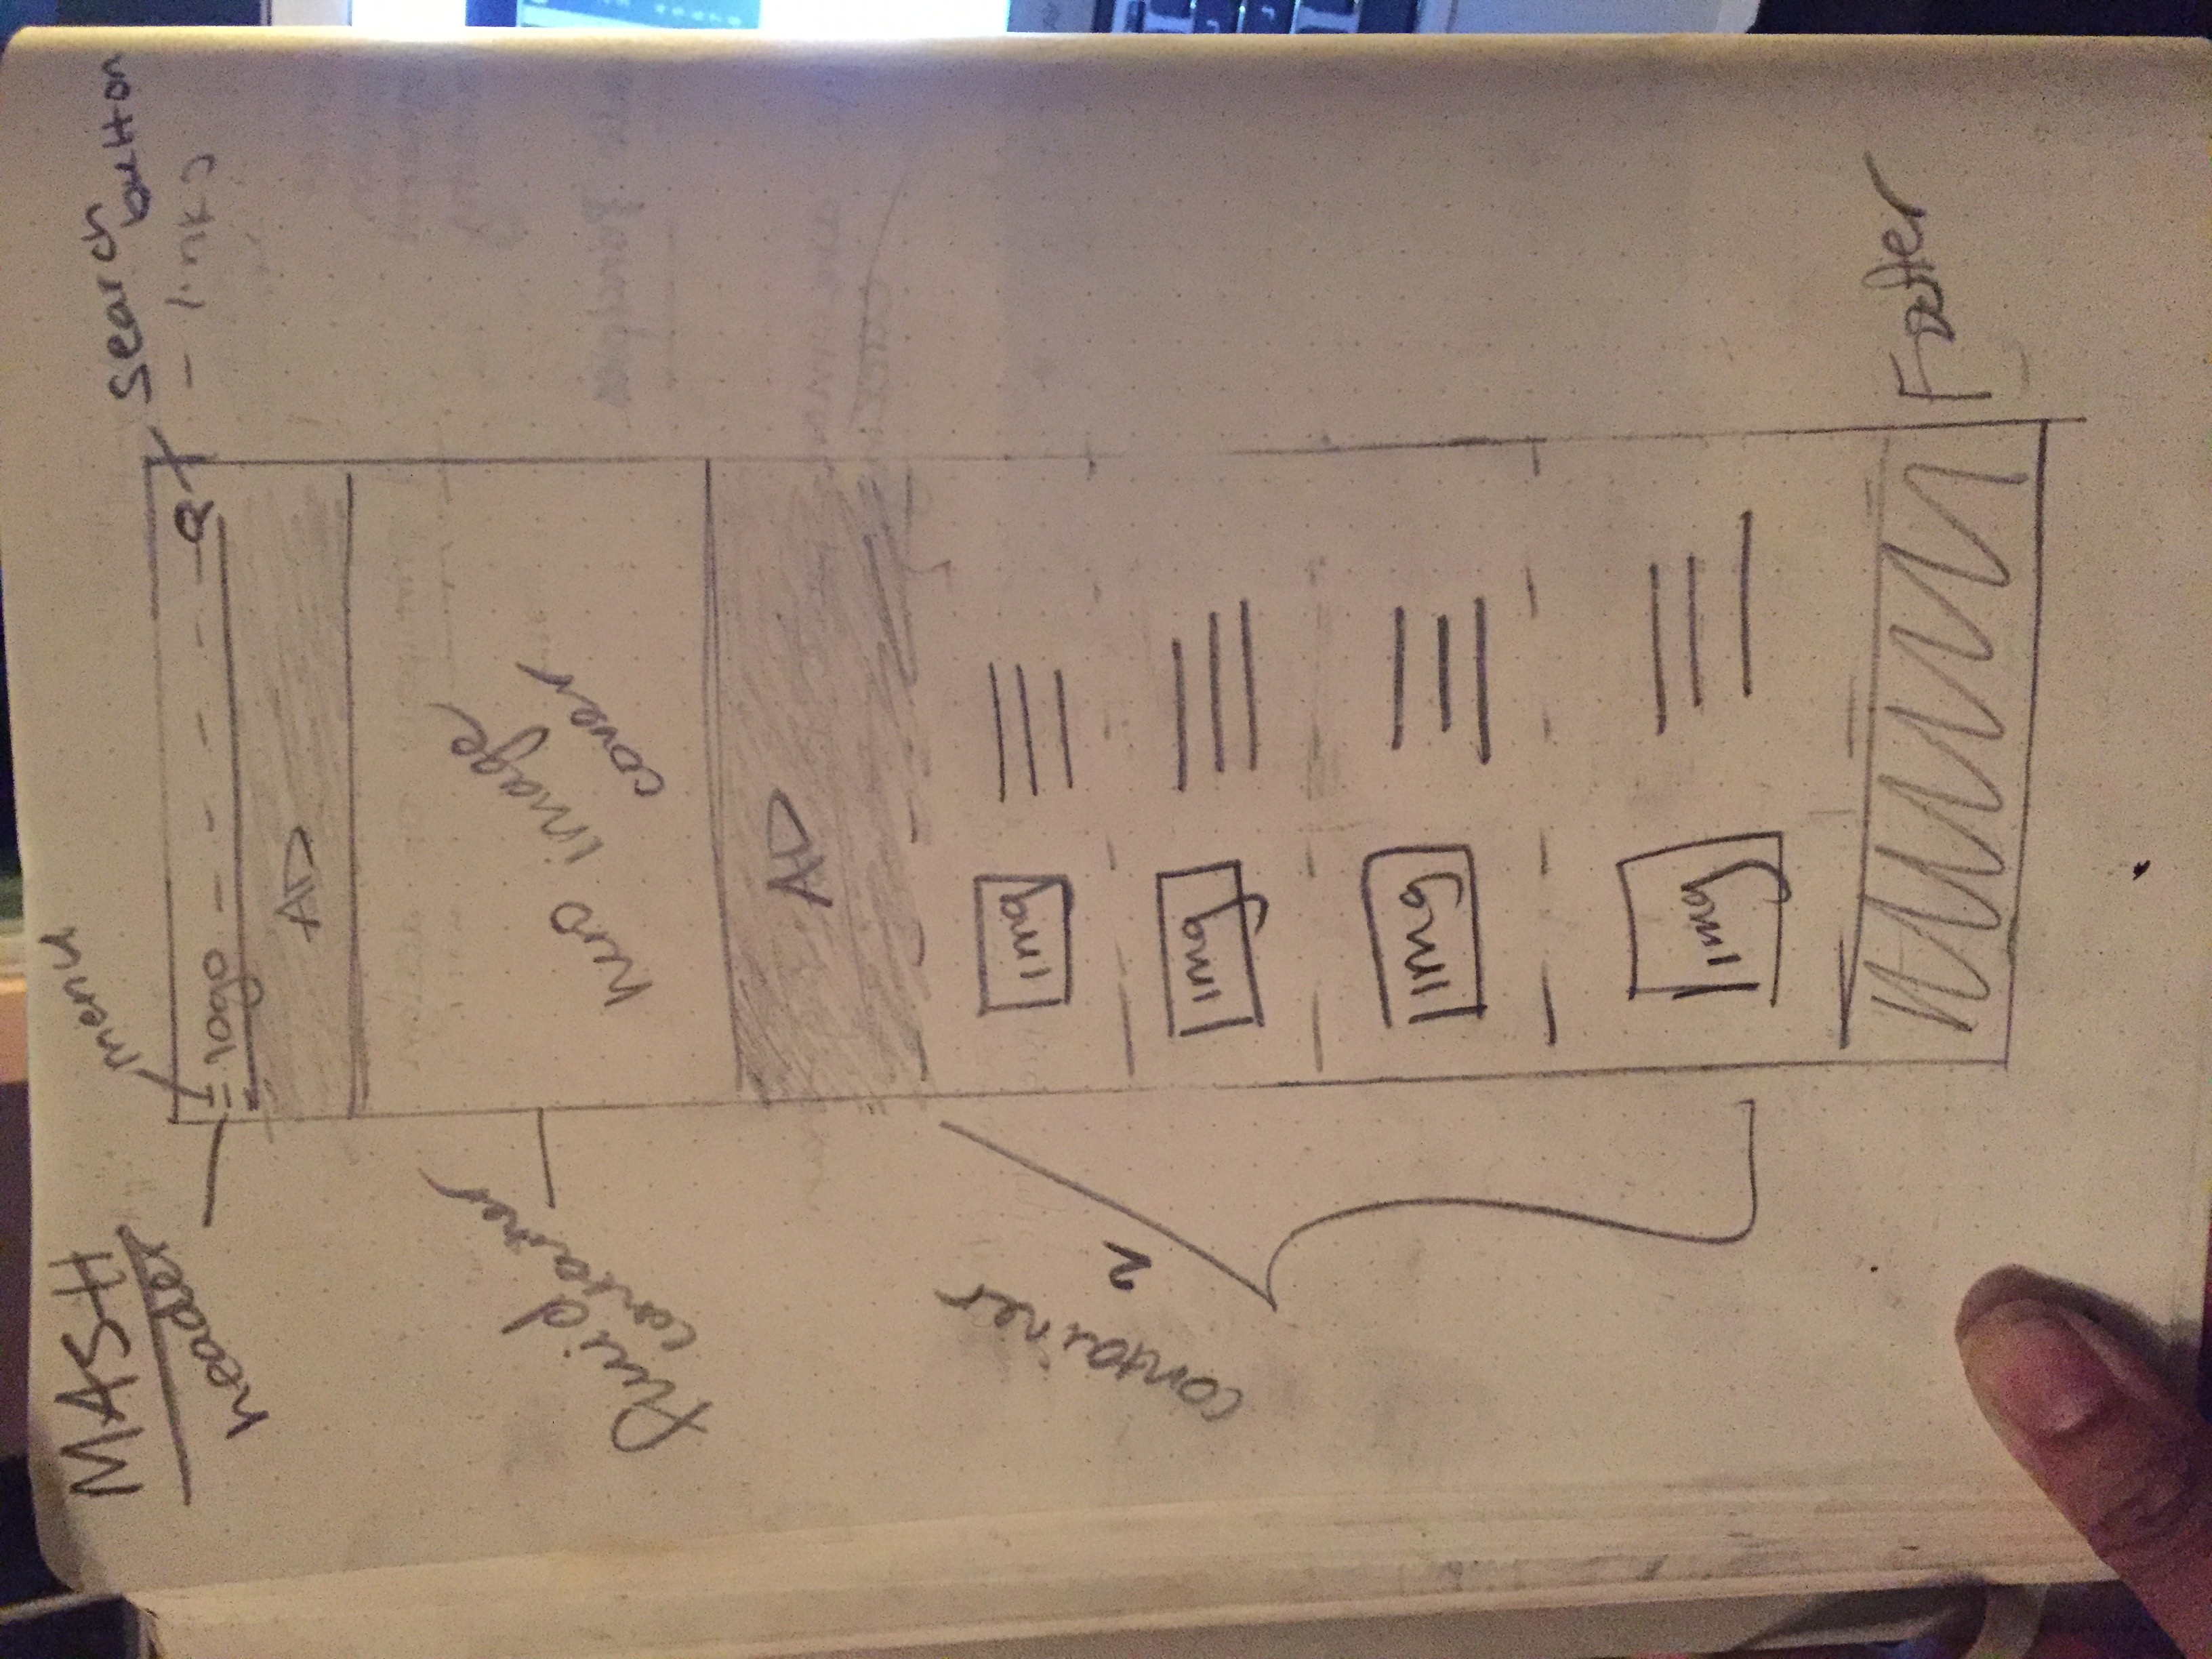 MASH
header
menu
search
button
- links
logo
AD
fluid
container
hero image
cover
AD
container
2
img
img
img
img
Footer